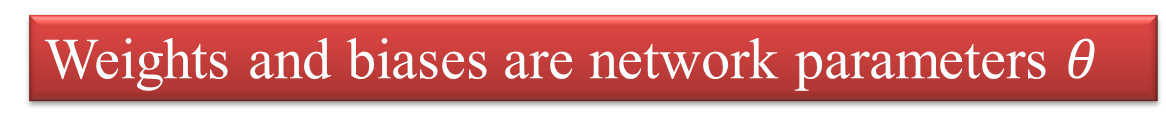 Weights and biases are network parameters 𝜃